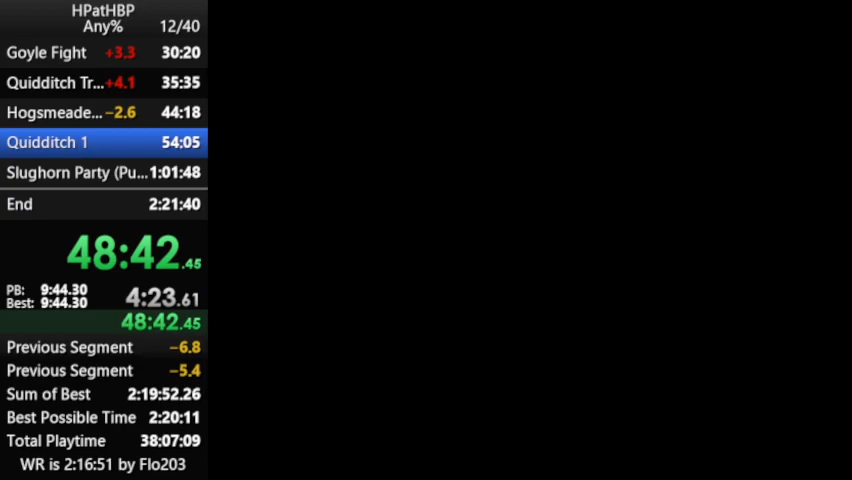 HPatHBP
Any% 12/40
Goyle Fight +3.3 30:20
Quidditch Tr... +4.1 35:35
Hogsmeade... −2.6 44:18
Quidditch 1 54:05
Slughorn Party (Pu... 1:01:48
End 2:21:40
48:42.45
PB: 9:44.30
Best: 9:44.30 4:23.61
48:42.45
Previous Segment −6.8
Previous Segment −5.4
Sum of Best 2:19:52.26
Best Possible Time 2:20:11
Total Playtime 38:07:09
WR is 2:16:51 by Flo203